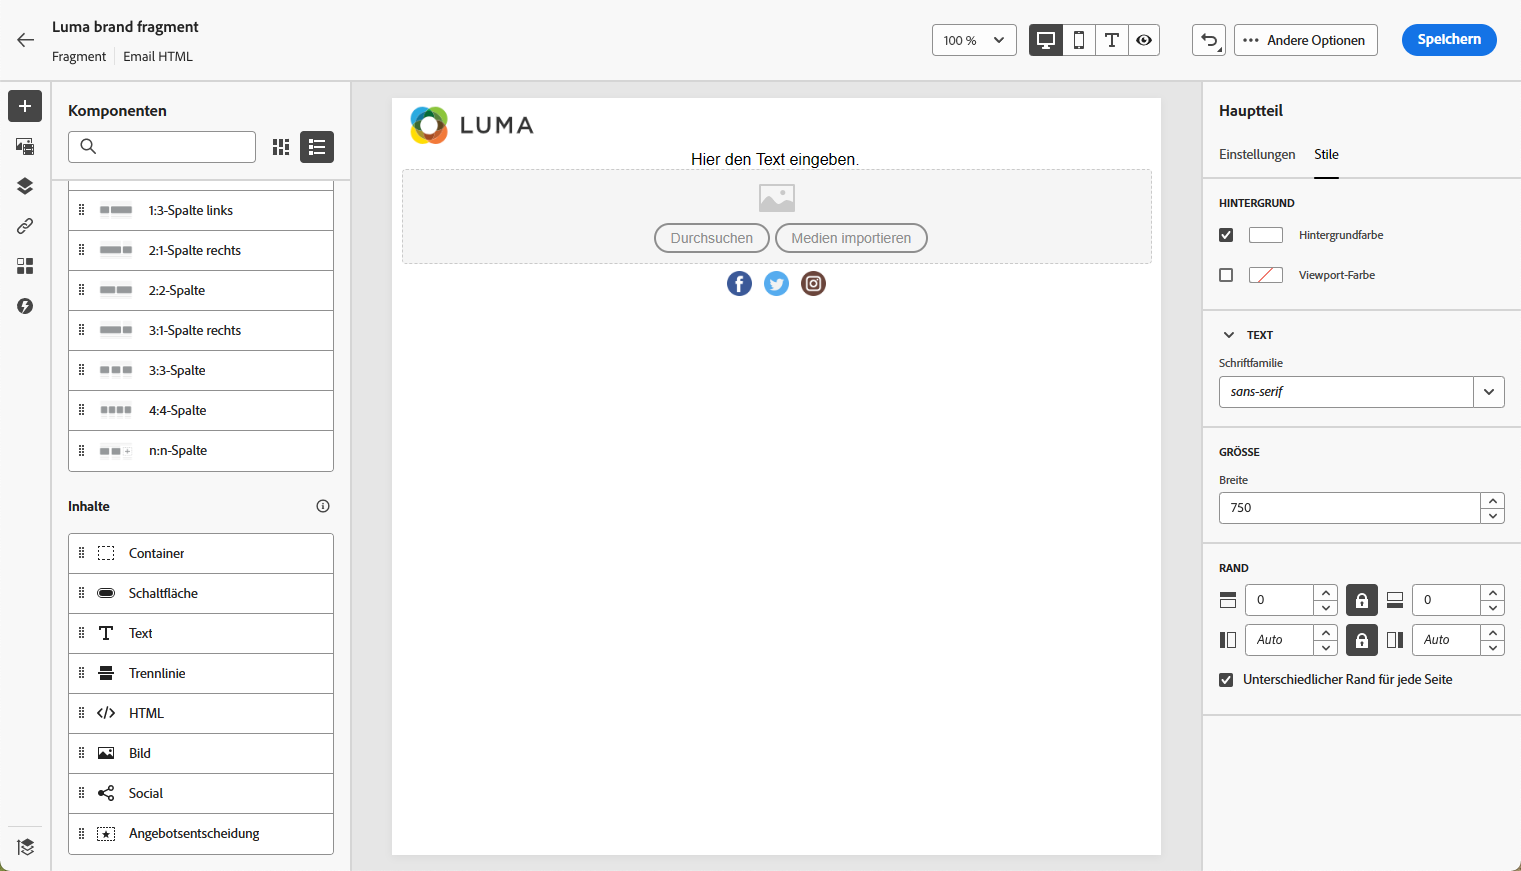 Luma brand fragment
Fragment Email HTML
100 %
Andere Optionen
Speichern
Komponenten
1:3-Spalte links
2:1-Spalte rechts
2:2-Spalte
3:1-Spalte rechts
3:3-Spalte
4:4-Spalte
n:n-Spalte
Inhalte
Container
Schaltfläche
Text
Trennlinie
HTML
Bild
Social
Angebotsentscheidung
LUMA
Hier den Text eingeben.
Durchsuchen Medien importieren
Hauptteil
Einstellungen Stile
HINTERGRUND
Hintergrundfarbe
Viewport-Farbe
TEXT
Schriftfamilie
sans-serif
GRÖSSE
Breite
750
RAND
0 0
Auto Auto
Unterschiedlicher Rand für jede Seite